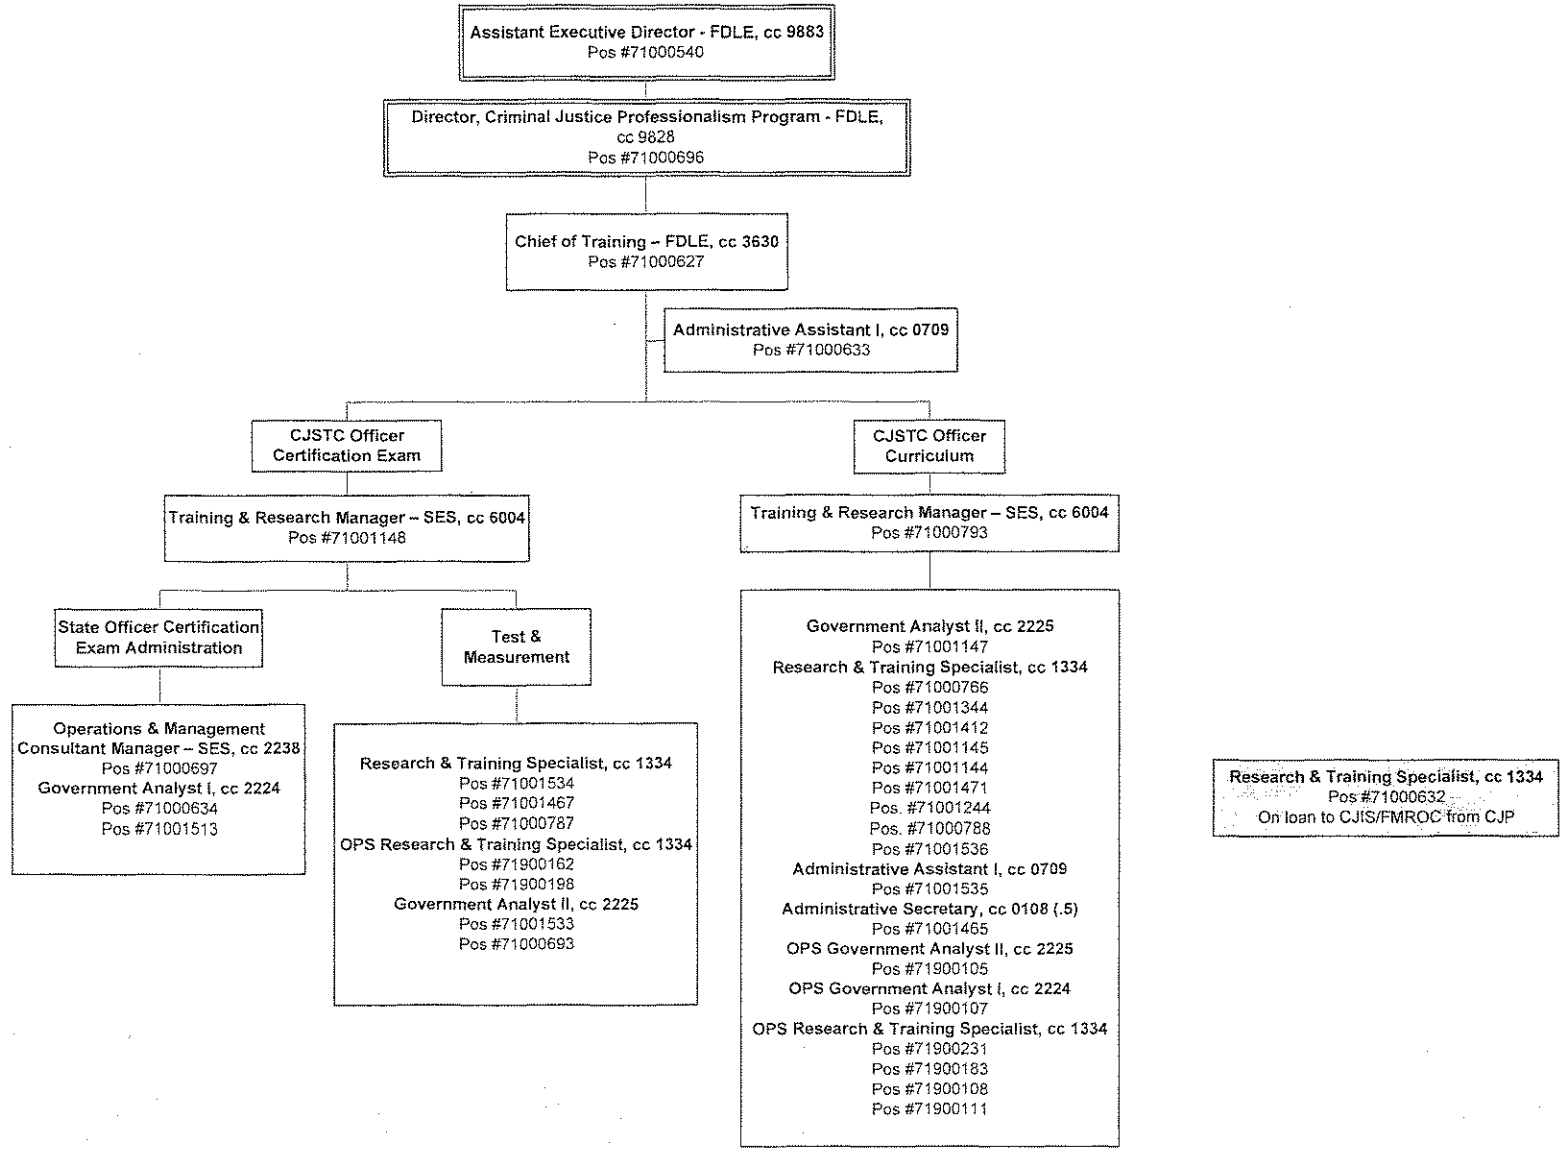 Assistant Executive Director - FDLE, cc 9883
Pos #71000540
Director, Criminal Justice Professionalism Program - FDLE,
cc 9828
Pos #71000696
Chief of Training – FDLE, cc 3630
Pos #71000627
Administrative Assistant I, cc 0709
Pos #71000633
CJSTC Officer
Certification Exam
Training & Research Manager – SES, cc 6004
Pos #71001148
State Officer Certification
Exam Administration
Operations & Management
Consultant Manager – SES, cc 2238
Pos #71000697
Government Analyst I, cc 2224
Pos #71000634
Pos #71001513
Test &
Measurement
Research & Training Specialist, cc 1334
Pos #71001534
Pos #71001467
Pos #71000787
OPS Research & Training Specialist, cc 1334
Pos #71900162
Pos #71900198
Government Analyst II, cc 2225
Pos #71001533
Pos #71000693
CJSTC Officer
Curriculum
Training & Research Manager – SES, cc 6004
Pos #71000793
Government Analyst II, cc 2225
Pos #71001147
Research & Training Specialist, cc 1334
Pos #71000766
Pos #71001344
Pos #71001412
Pos #71001145
Pos #71001144
Pos #71001471
Pos. #71001244
Pos. #71000788
Pos #71001536
Administrative Assistant I, cc 0709
Pos #71001535
Administrative Secretary, cc 0108 (.5)
Pos #71001465
OPS Government Analyst II, cc 2225
Pos #71900105
OPS Government Analyst I, cc 2224
Pos #71900107
OPS Research & Training Specialist, cc 1334
Pos #71900231
Pos #71900183
Pos #71900108
Pos #71900111
Research & Training Specialist, cc 1334
Pos #71000632
On loan to CJIS/FMROC from CJP